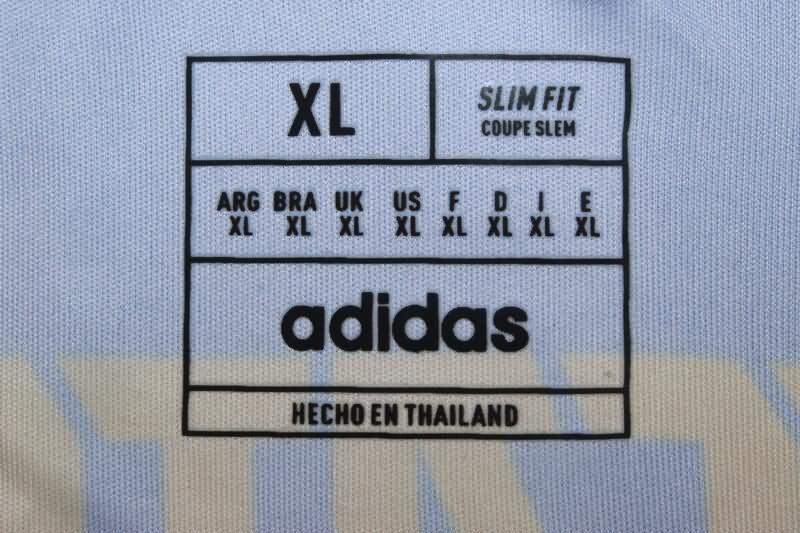 XL
SLIM FIT
COUPE SLEM
ARG BRA UK US F D I E
XL XL XL XL XL XL XL XL
adidas
HECHO EN THAILAND